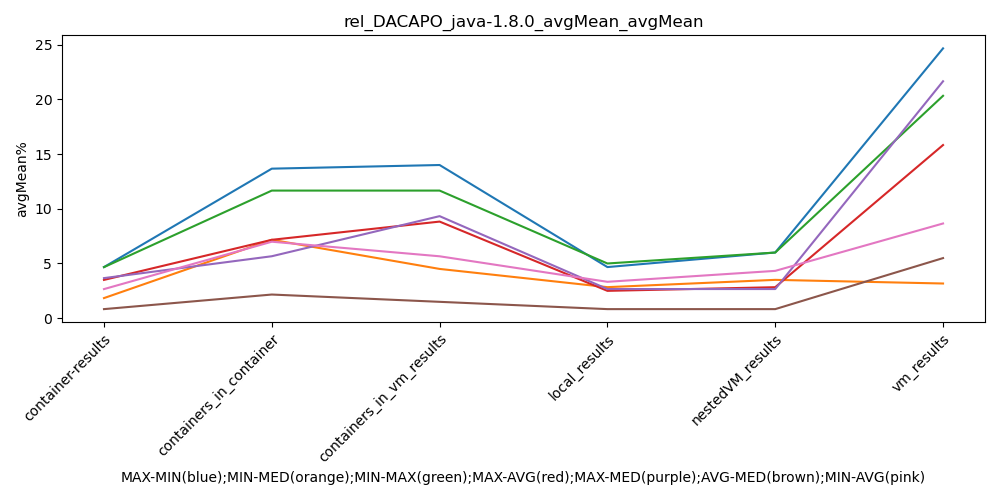 rel_DACAPO_java-1.8.0_avgMean_avgMean
avgMean%
25
20
15
10
5
0
container-results
containers_in_container
containers_in_vm_results
local_results
nestedVM_results
vm_results
MAX-MIN(blue);MIN-MED(orange);MIN-MAX(green);MAX-AVG(red);MAX-MED(purple);AVG-MED(brown);MIN-AVG(pink)